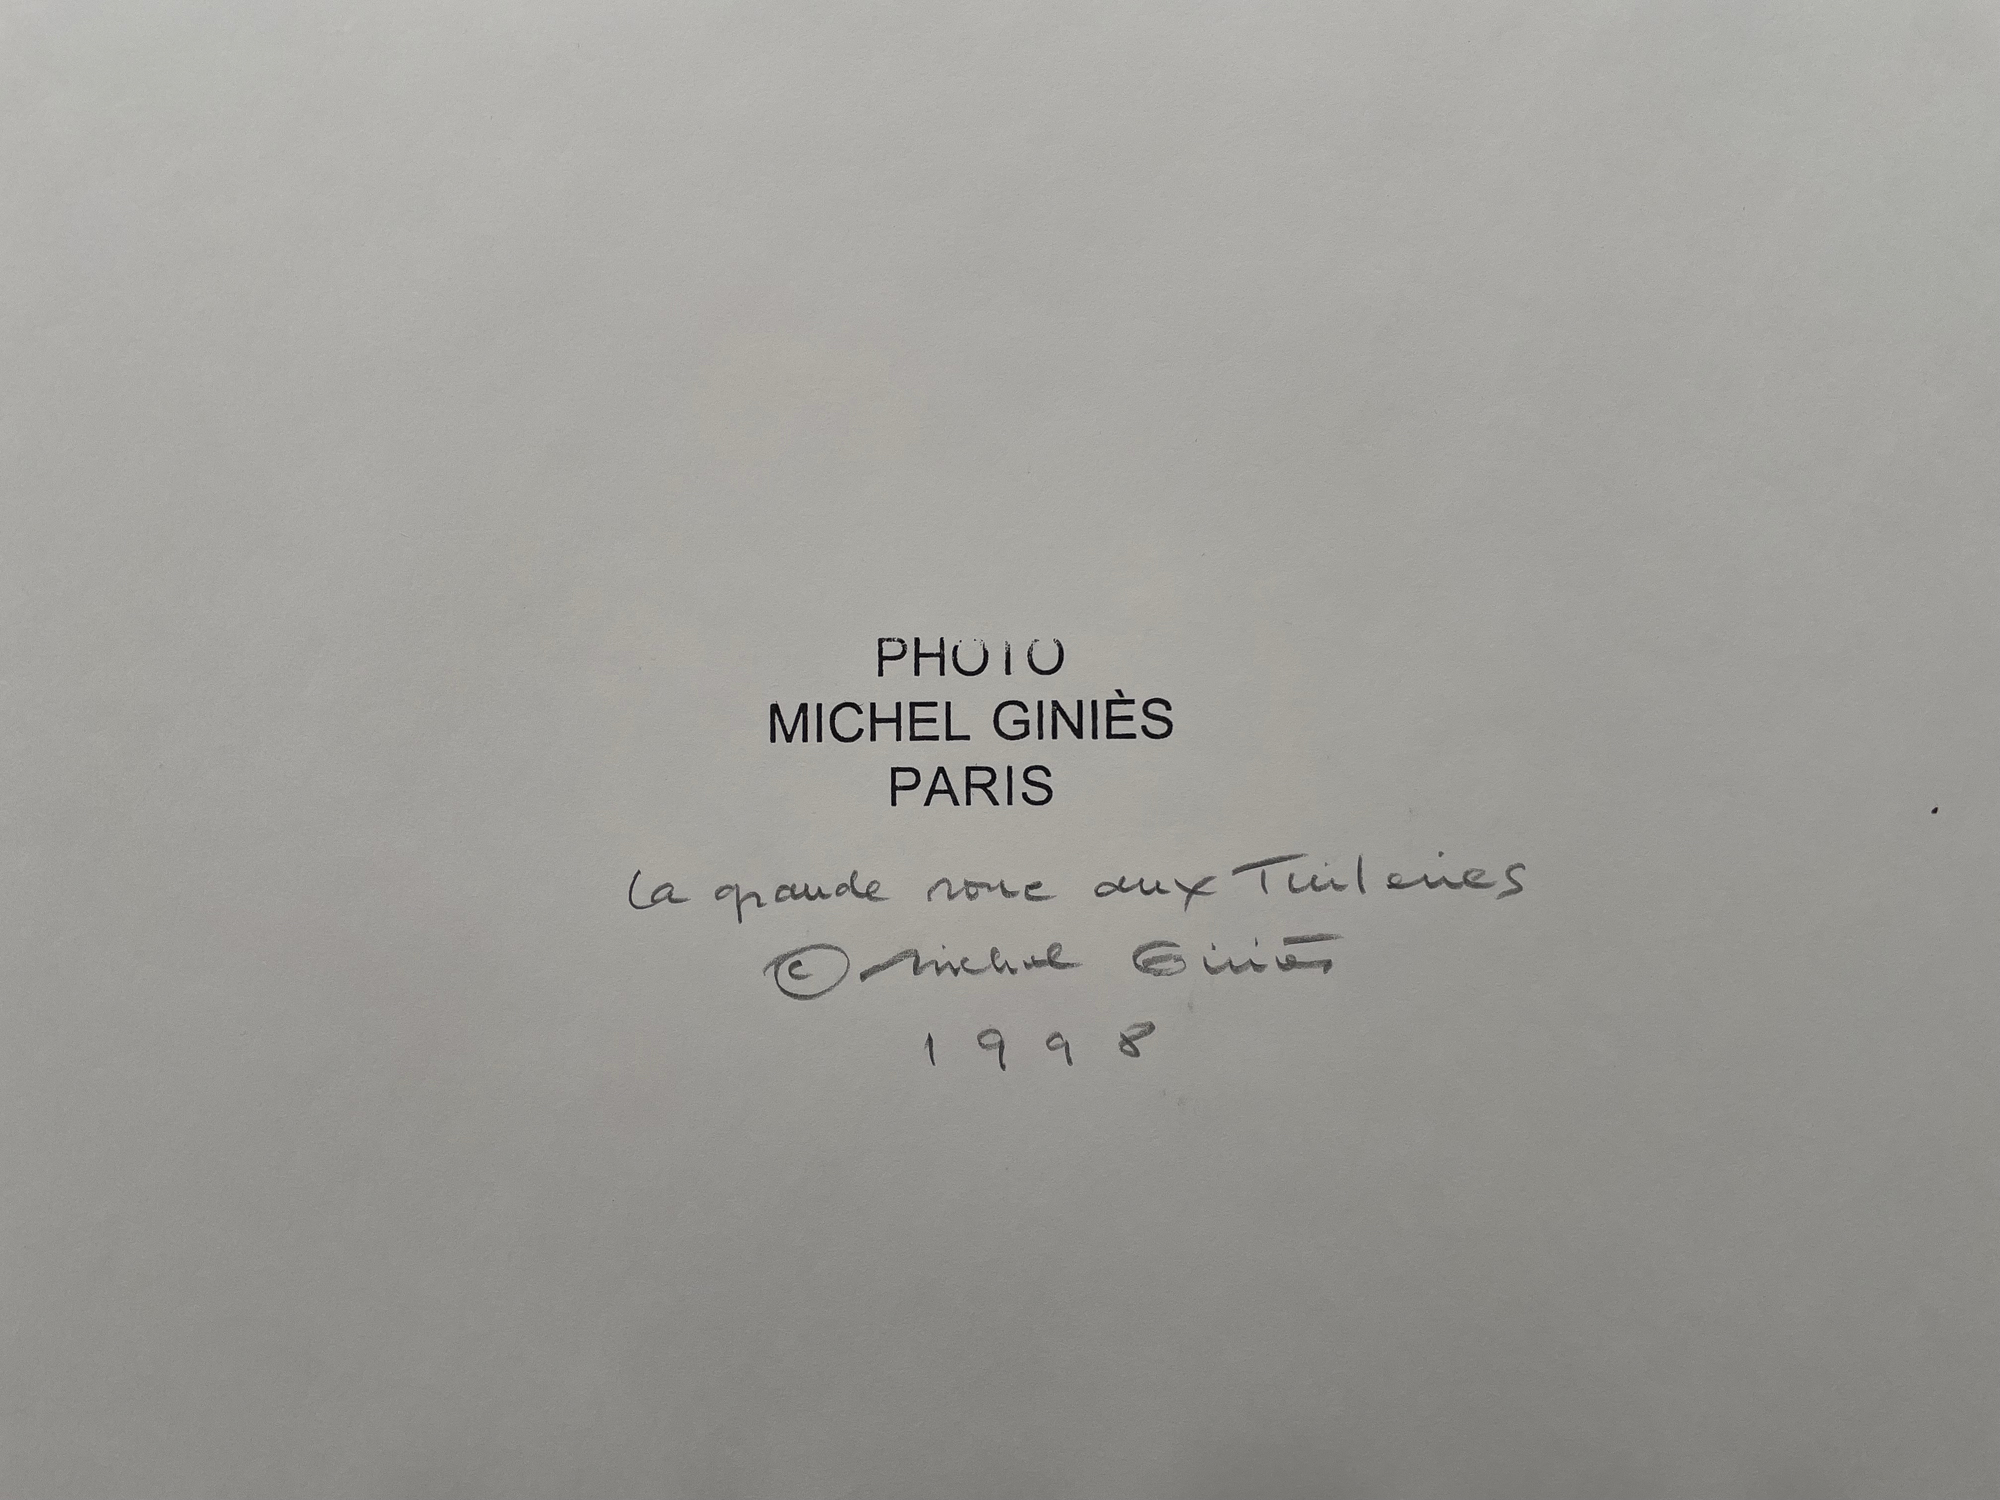 PHOTO
MICHEL GINIÈS
PARIS
La grande roue aux Tuileries
© Michel Giniès
1998